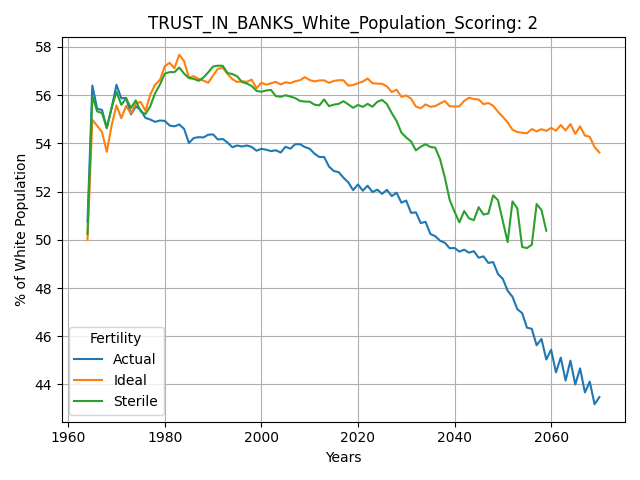 TRUST_IN_BANKS_White_Population_Scoring: 2
% of White Population
58
56
54
52
50
48
46
44
Fertility
Actual
Ideal
Sterile
1960 1980 2000 2020 2040 2060
Years